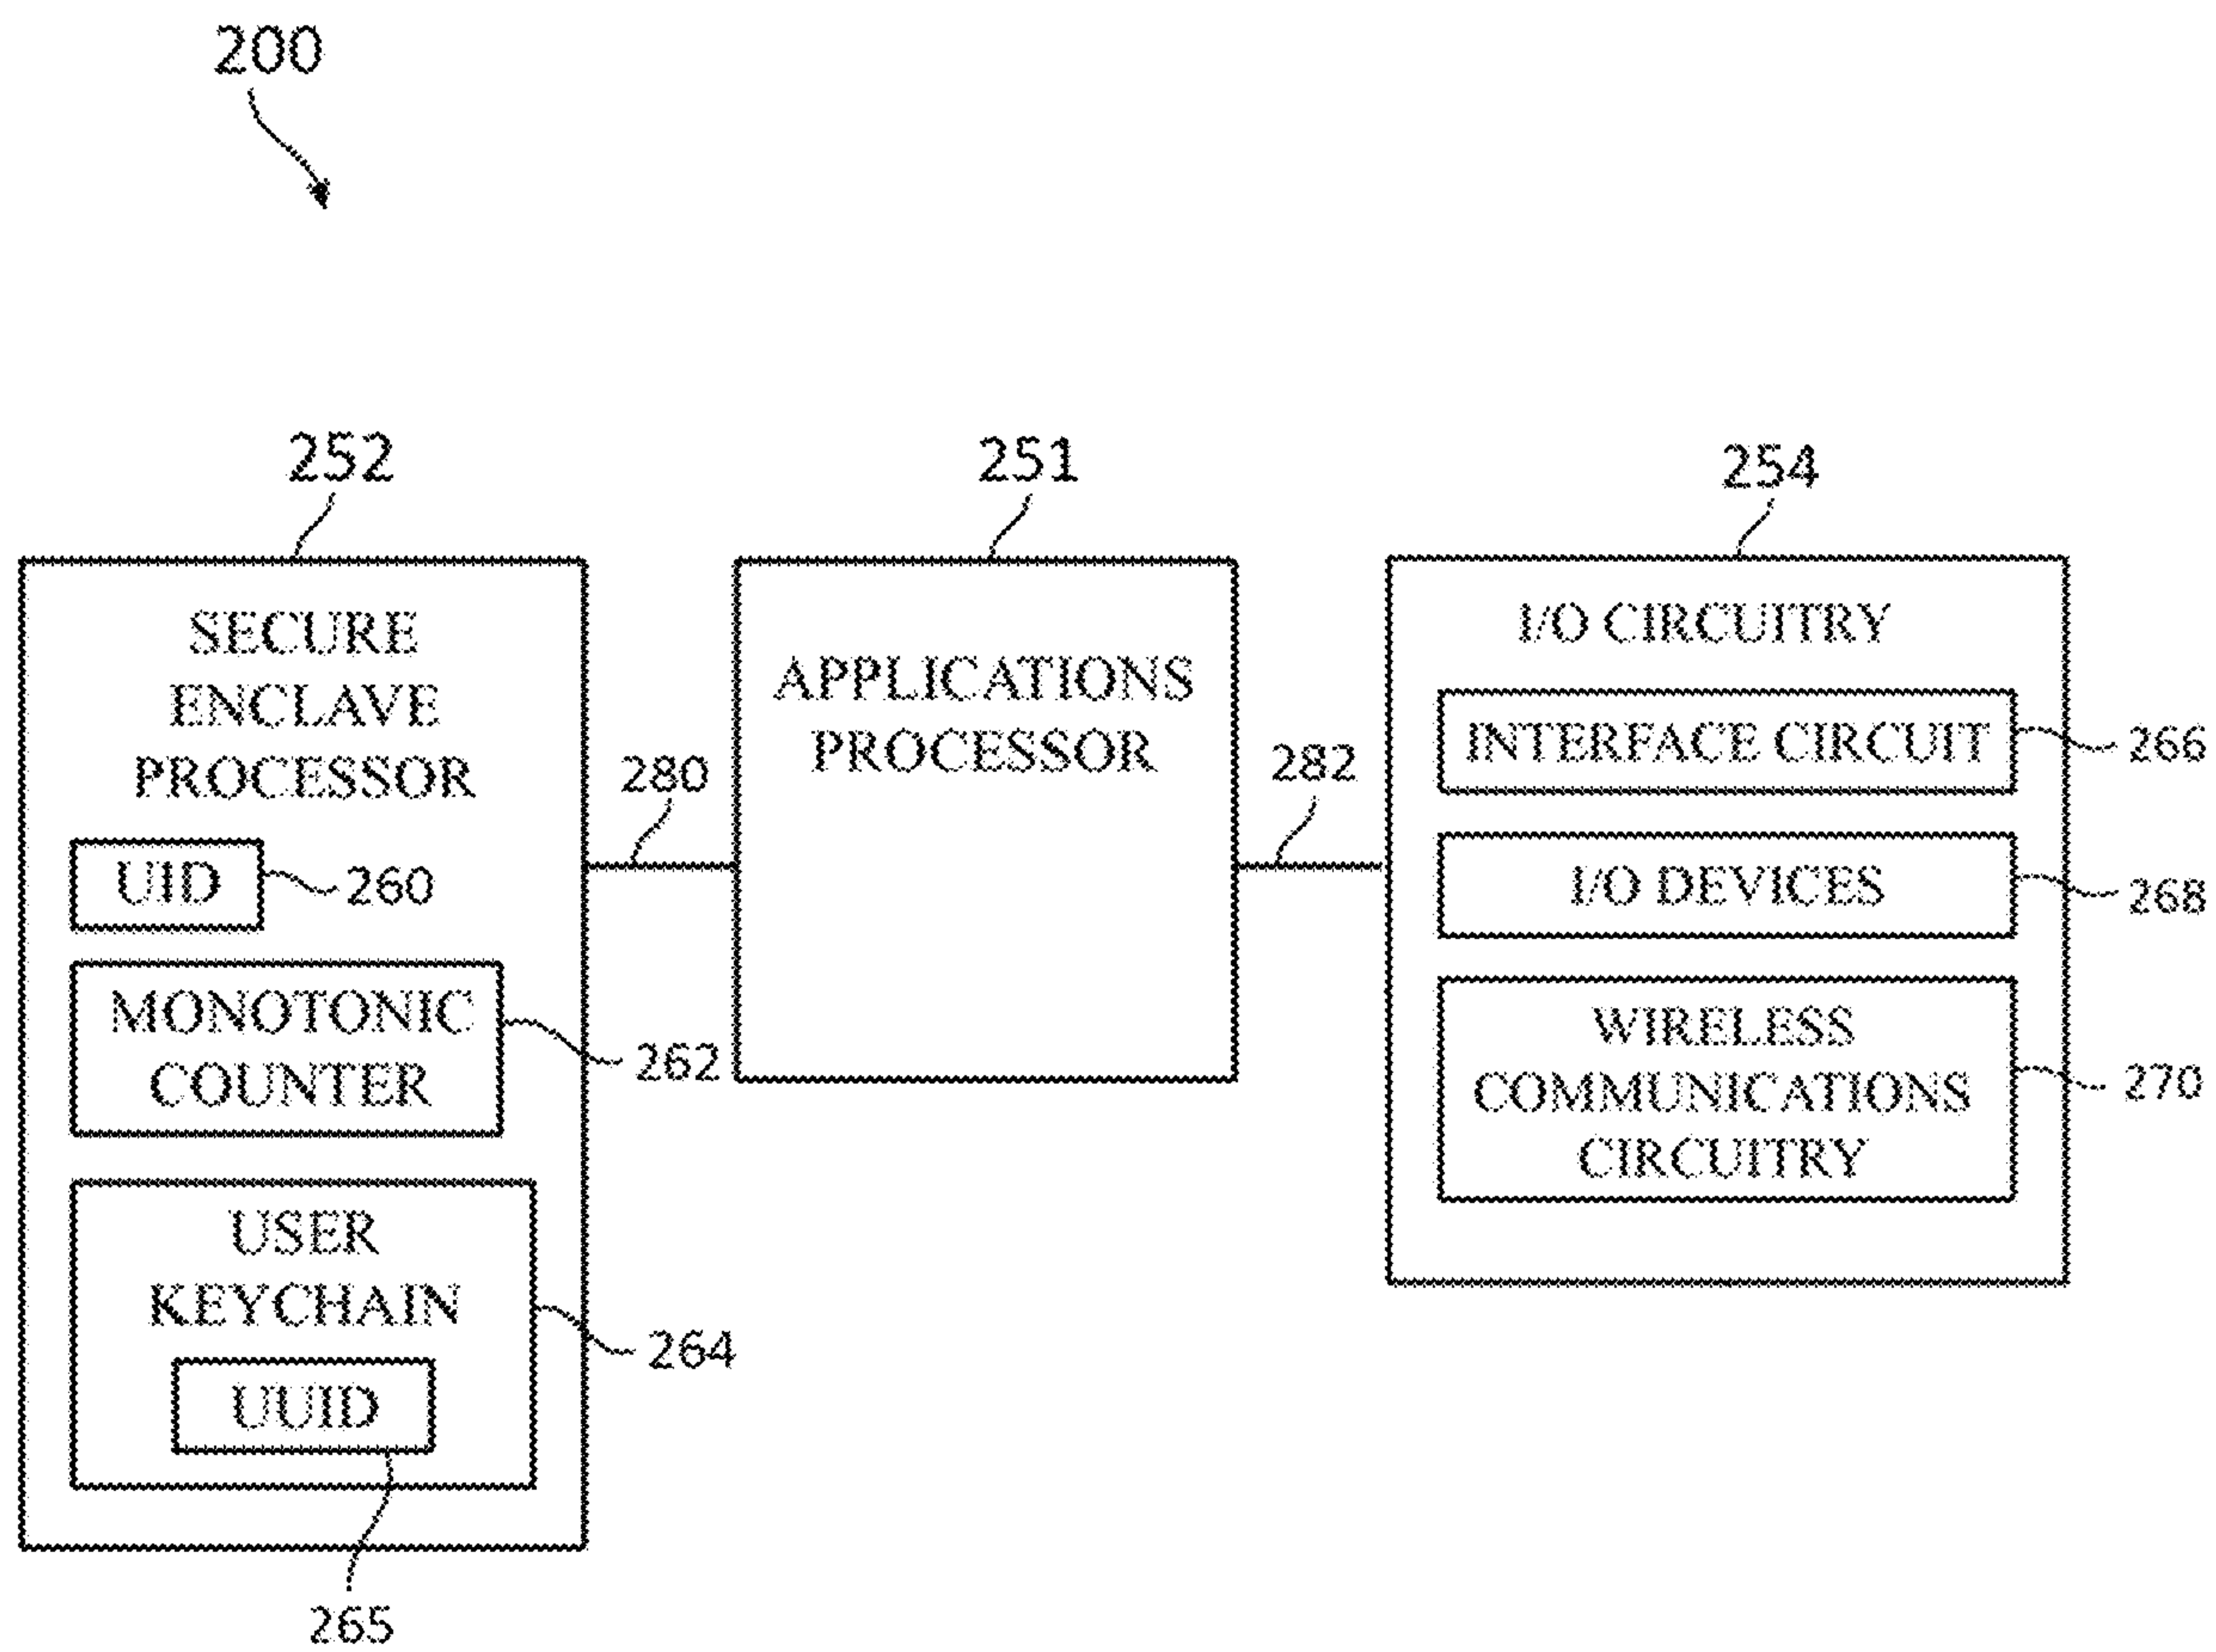 200
252
SECURE
ENCLAVE
PROCESSOR
UID
260
MONOTONIC
COUNTER
262
USER
KEYCHAIN
264
UUID
265
280
251
APPLICATIONS
PROCESSOR
282
254
I/O CIRCUITRY
INTERFACE CIRCUIT
266
I/O DEVICES
268
WIRELESS
COMMUNICATIONS
CIRCUITRY
270